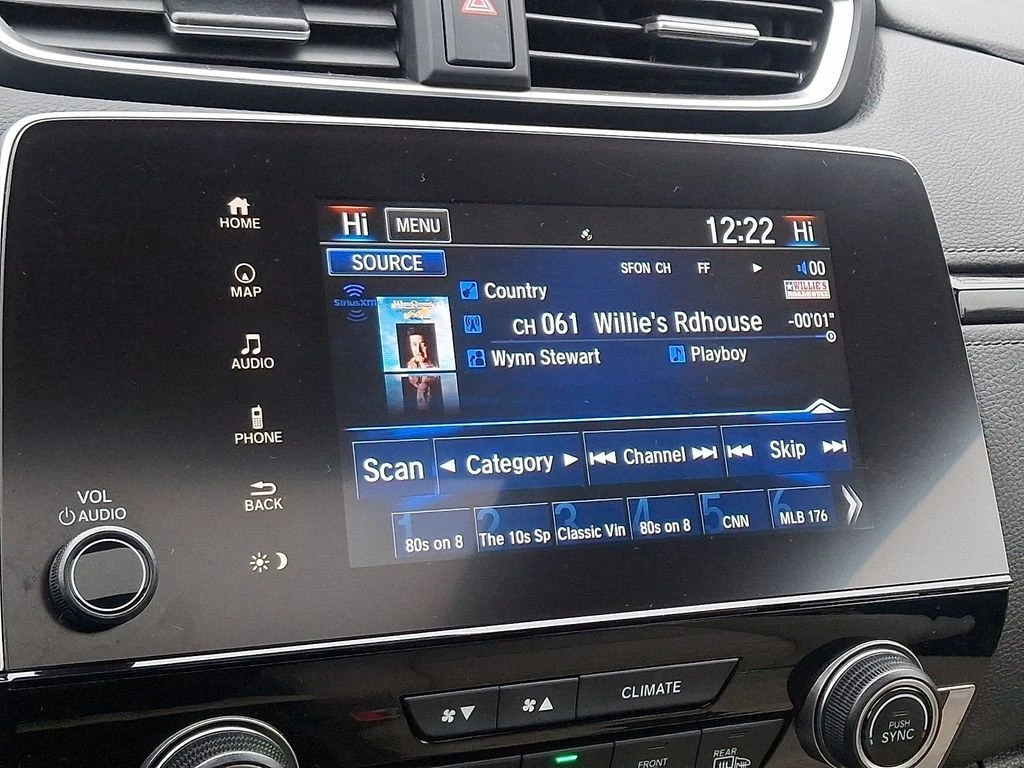 HOME
MAP
AUDIO
PHONE
BACK
VOL
AUDIO
Hi
MENU
12:22
Hi
SOURCE
SFON CH FF
00
SiriusXM
Country
WILLIE'S
ROADHOUSE
CH 061 Willie's Rdhouse -00'01"
Wynn Stewart Playboy
Scan
Category
Channel
Skip
1 80s on 8
2 The 10s Sp
3 Classic Vin
4 80s on 8
5 CNN
6 MLB 176
CLIMATE
PUSH
SYNC
FRONT
REAR